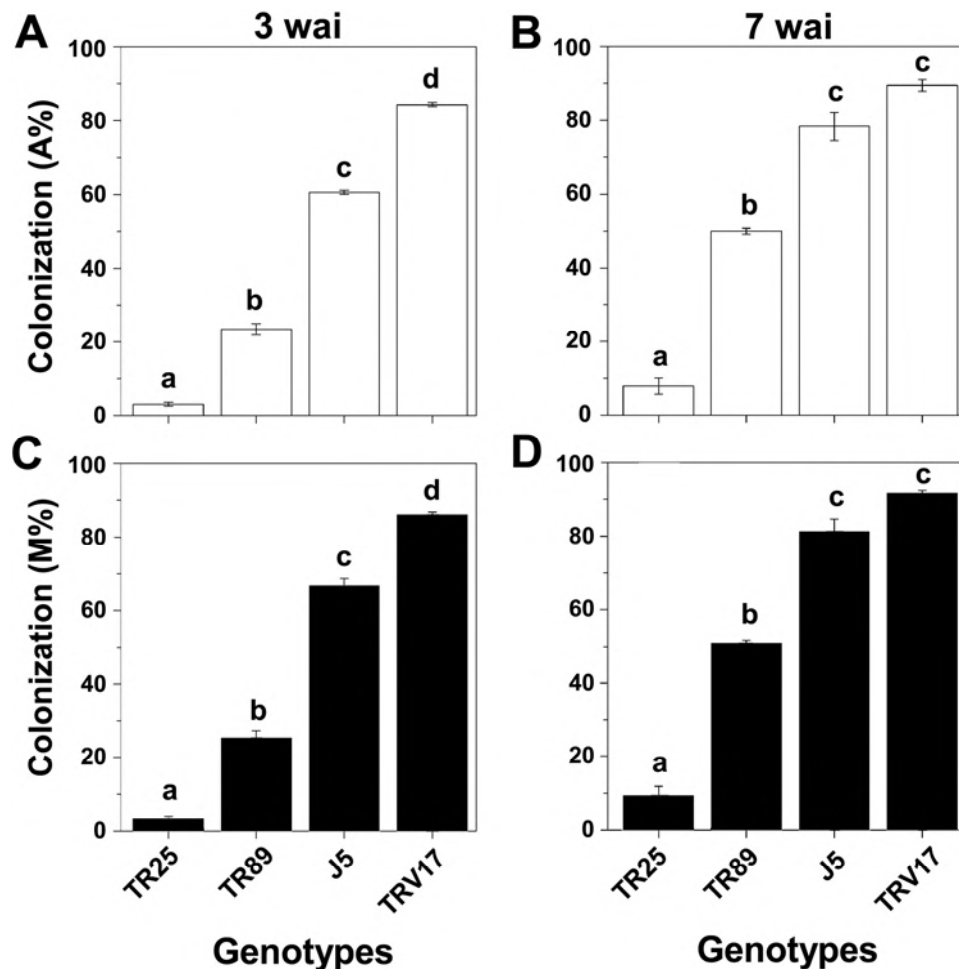 A
3 wai
100
80
60
40
20
0
Colonization (A%)
a
b
c
d
B
7 wai
100
80
60
40
20
0
a
b
c
c
C
100
80
60
40
20
0
Colonization (M%)
a
b
c
d
TR25
TR89
J5
TRV17
Genotypes
D
100
80
60
40
20
0
a
b
c
c
TR25
TR89
J5
TRV17
Genotypes